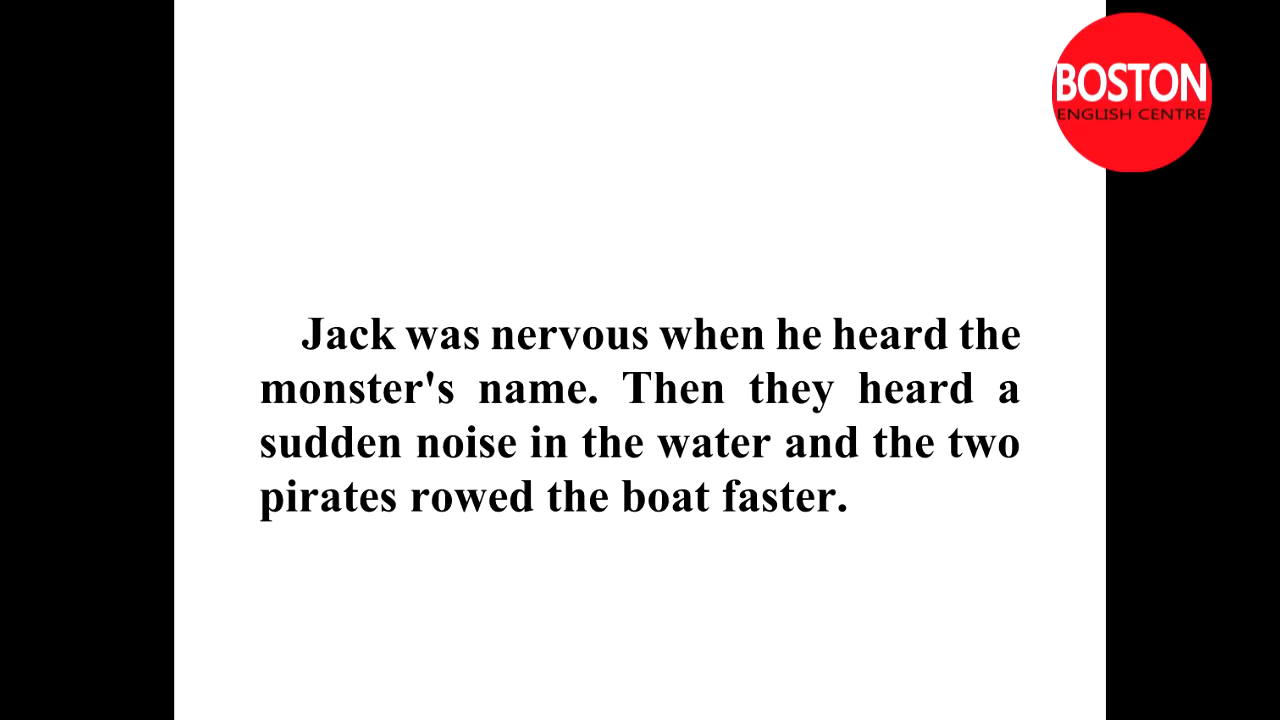 BOSTON
ENGLISH CENTRE
Jack was nervous when he heard the
monster's name. Then they heard a
sudden noise in the water and the two
pirates rowed the boat faster.